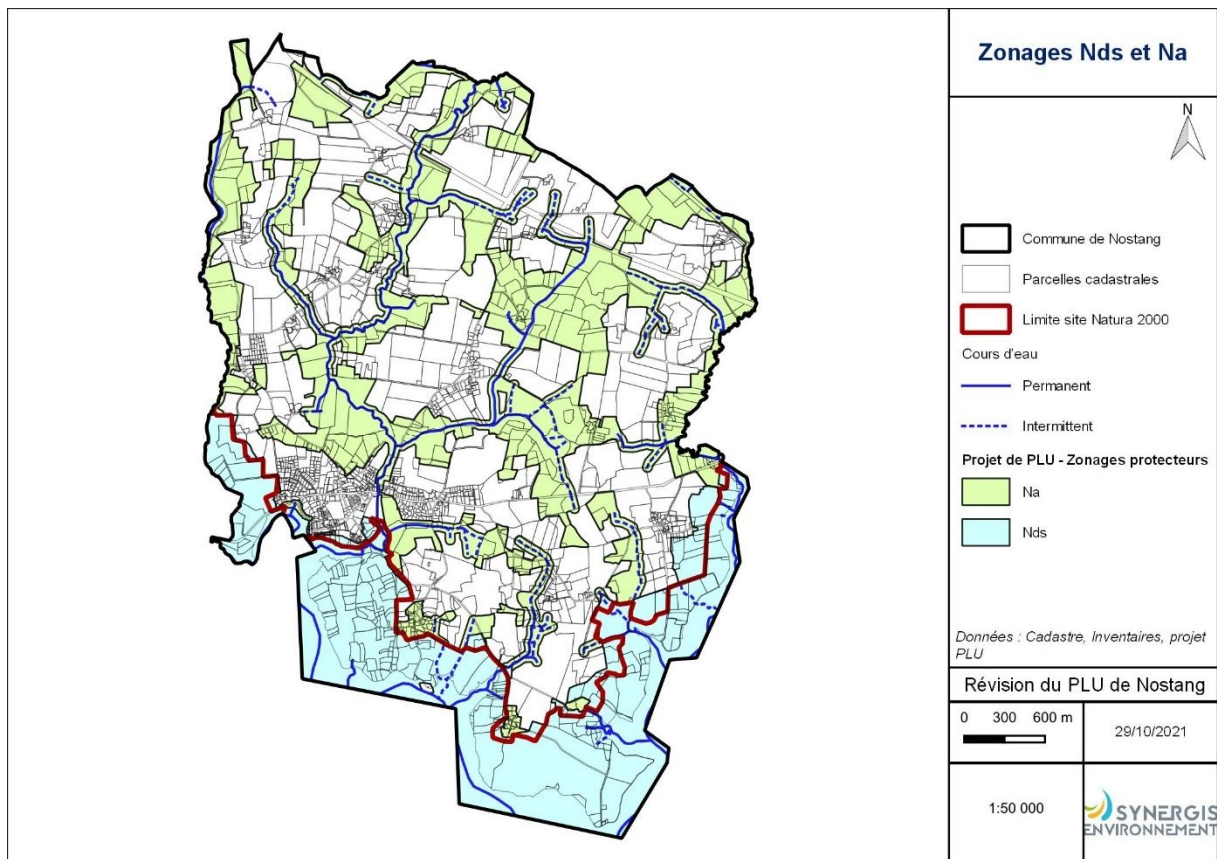 Zonages Nds et Na
N
Commune de Nostang
Parcelles cadastrales
Limite site Natura 2000
Cours d'eau
Permanent
Intermittent
Projet de PLU - Zonages protecteurs
Na
Nds
Données : Cadastre, Inventaires, projet
PLU
Révision du PLU de Nostang
0 300 600 m
29/10/2021
1:50 000
SYNERGIS
ENVIRONNEMENT